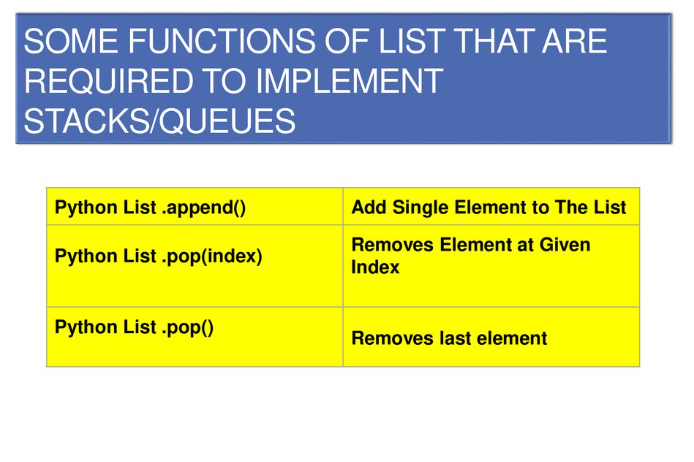 SOME FUNCTIONS OF LIST THAT ARE
REQUIRED TO IMPLEMENT
STACKS/QUEUES
Python List .append()
Add Single Element to The List
Python List .pop(index)
Removes Element at Given
Index
Python List .pop()
Removes last element